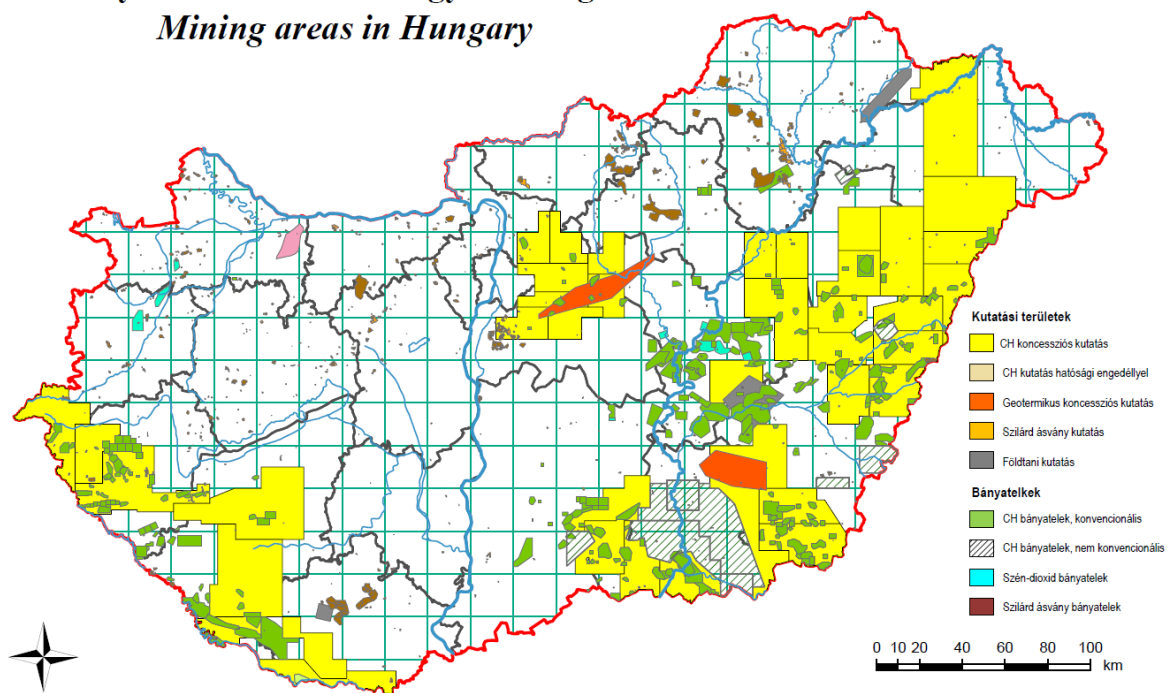 Mining areas in Hungary
Kutatási területek
CH koncessziós kutatás
CH kutatás hatósági engedéllyel
Geotermikus koncessziós kutatás
Szilárd ásvány kutatás
Földtani kutatás
Bányatelkek
CH bányatelek, konvencionális
CH bányatelek, nem konvencionális
Szén-dioxid bányatelek
Szilárd ásvány bányatelek
0 10 20 40 60 80 100
km